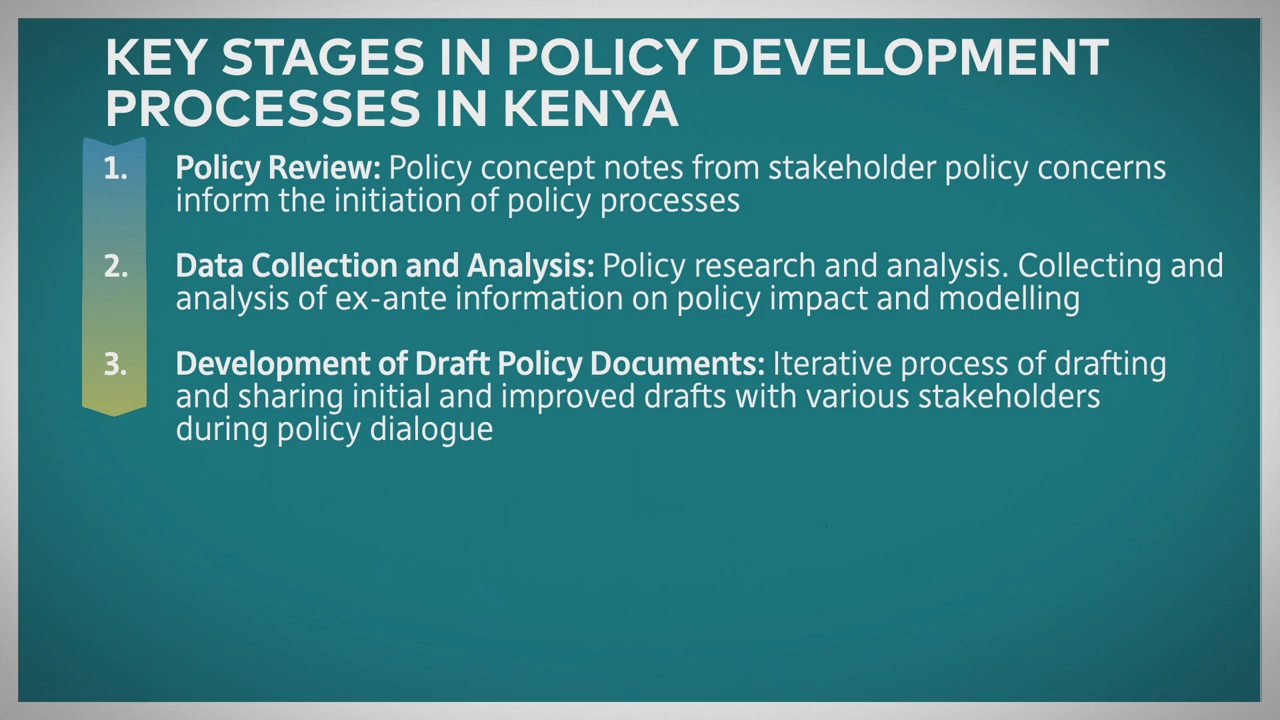 KEY STAGES IN POLICY DEVELOPMENT
PROCESSES IN KENYA
1. Policy Review: Policy concept notes from stakeholder policy concerns
inform the initiation of policy processes
2. Data Collection and Analysis: Policy research and analysis. Collecting and
analysis of ex-ante information on policy impact and modelling
3. Development of Draft Policy Documents: Iterative process of drafting
and sharing initial and improved drafts with various stakeholders
during policy dialogue